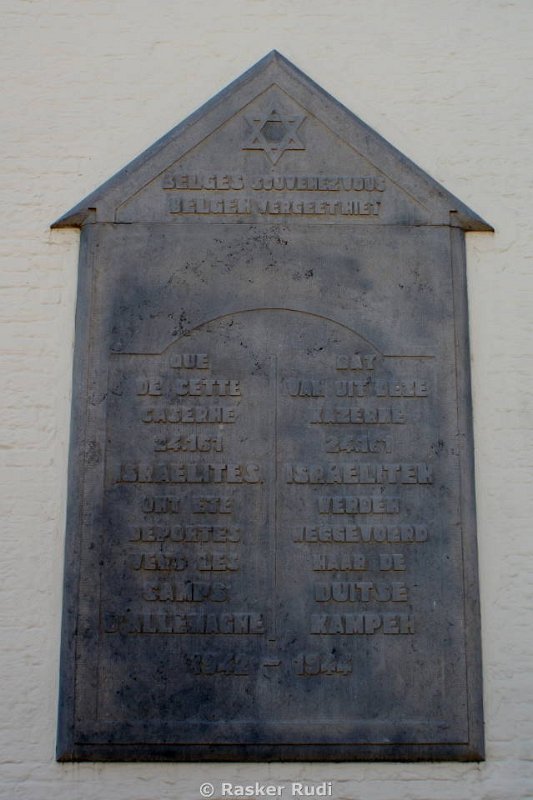 BELGES SOUVENEZ VOUS
BELGEN VERGEET HIET
QUE
DE CETTE
CASERNE
24.161
ISRAELITES
ONT ETE
DEPORTES
VERS LES
CAMPS
D'ALLEMAGNE
DAT
VAN UIT DEZE
KAZERNE
24.161
ISRAELITEN
WERDEN
WEGGEVOERD
NAAR DE
DUITSE
KAMPEN
1942 - 1944
© Rasker Rudi